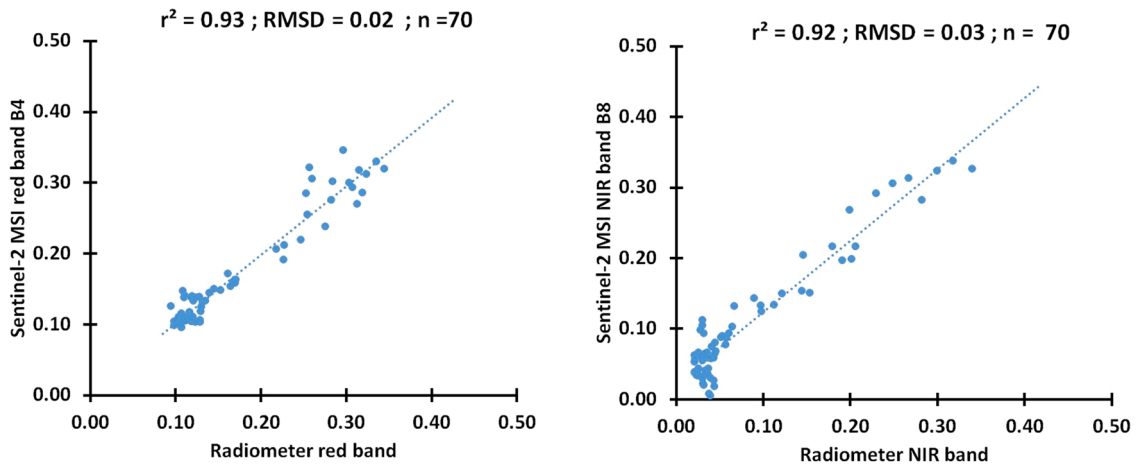 r² = 0.93 ; RMSD = 0.02 ; n =70
Sentinel-2 MSI red band B4
0.50
0.40
0.30
0.20
0.10
0.00
0.00 0.10 0.20 0.30 0.40 0.50
Radiometer red band
r² = 0.92 ; RMSD = 0.03 ; n = 70
Sentinel-2 MSI NIR band B8
0.50
0.40
0.30
0.20
0.10
0.00
0.00 0.10 0.20 0.30 0.40 0.50
Radiometer NIR band